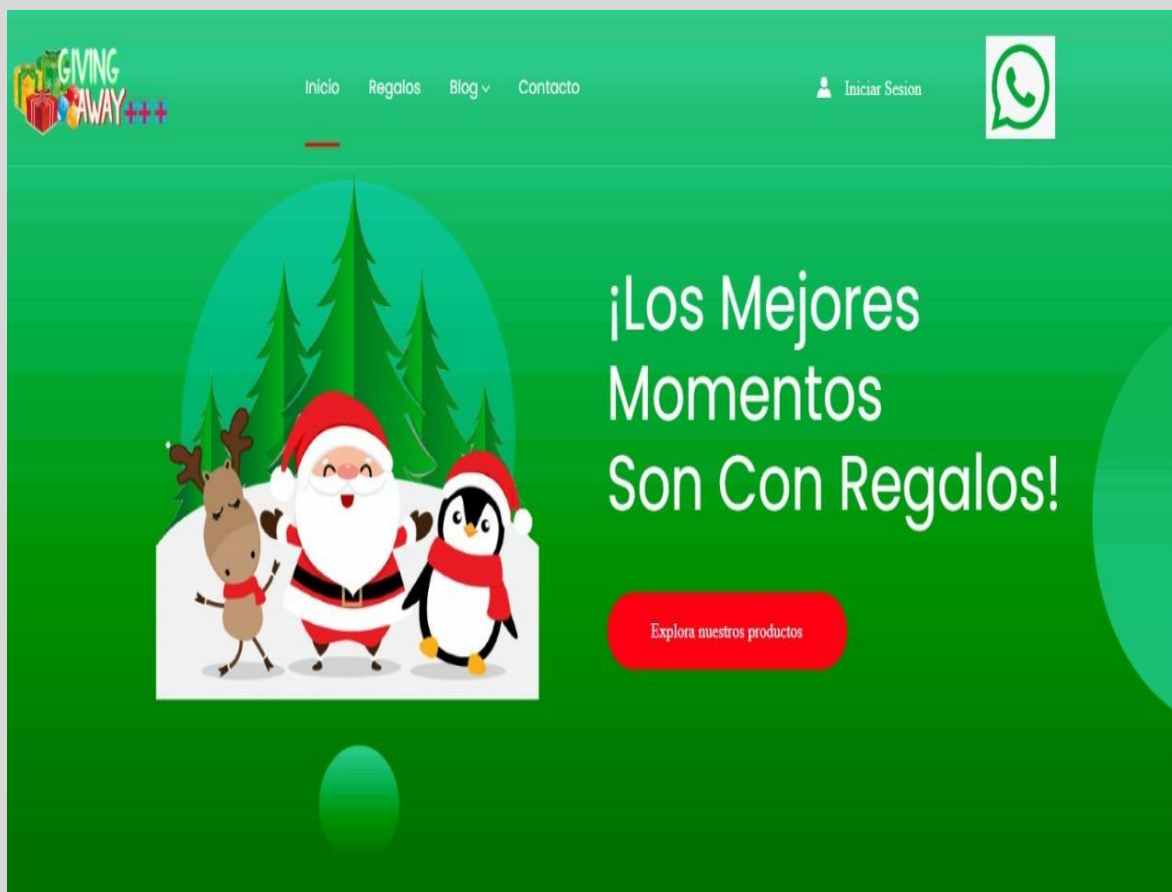 GIVING
AWAY+++
Inicio Regalos Blog Contacto
Iniciar Sesion
¡Los Mejores
Momentos
Son Con Regalos!
Explora nuestros productos